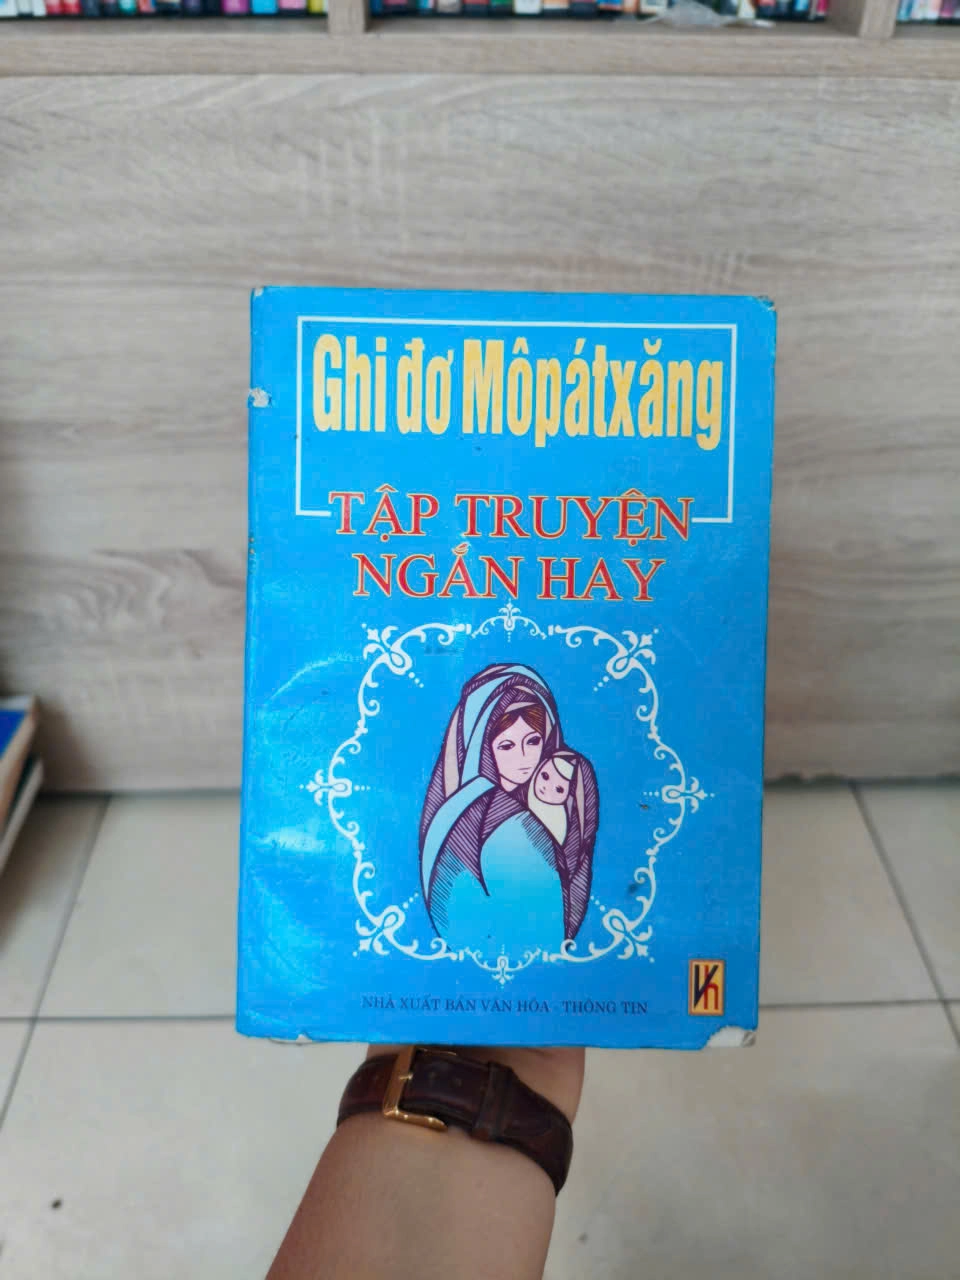 Ghi đơ Môpátxăng
TẬP TRUYỆN
NGẮN HAY
NHÀ XUẤT BẢN VĂN HÓA - THÔNG TIN